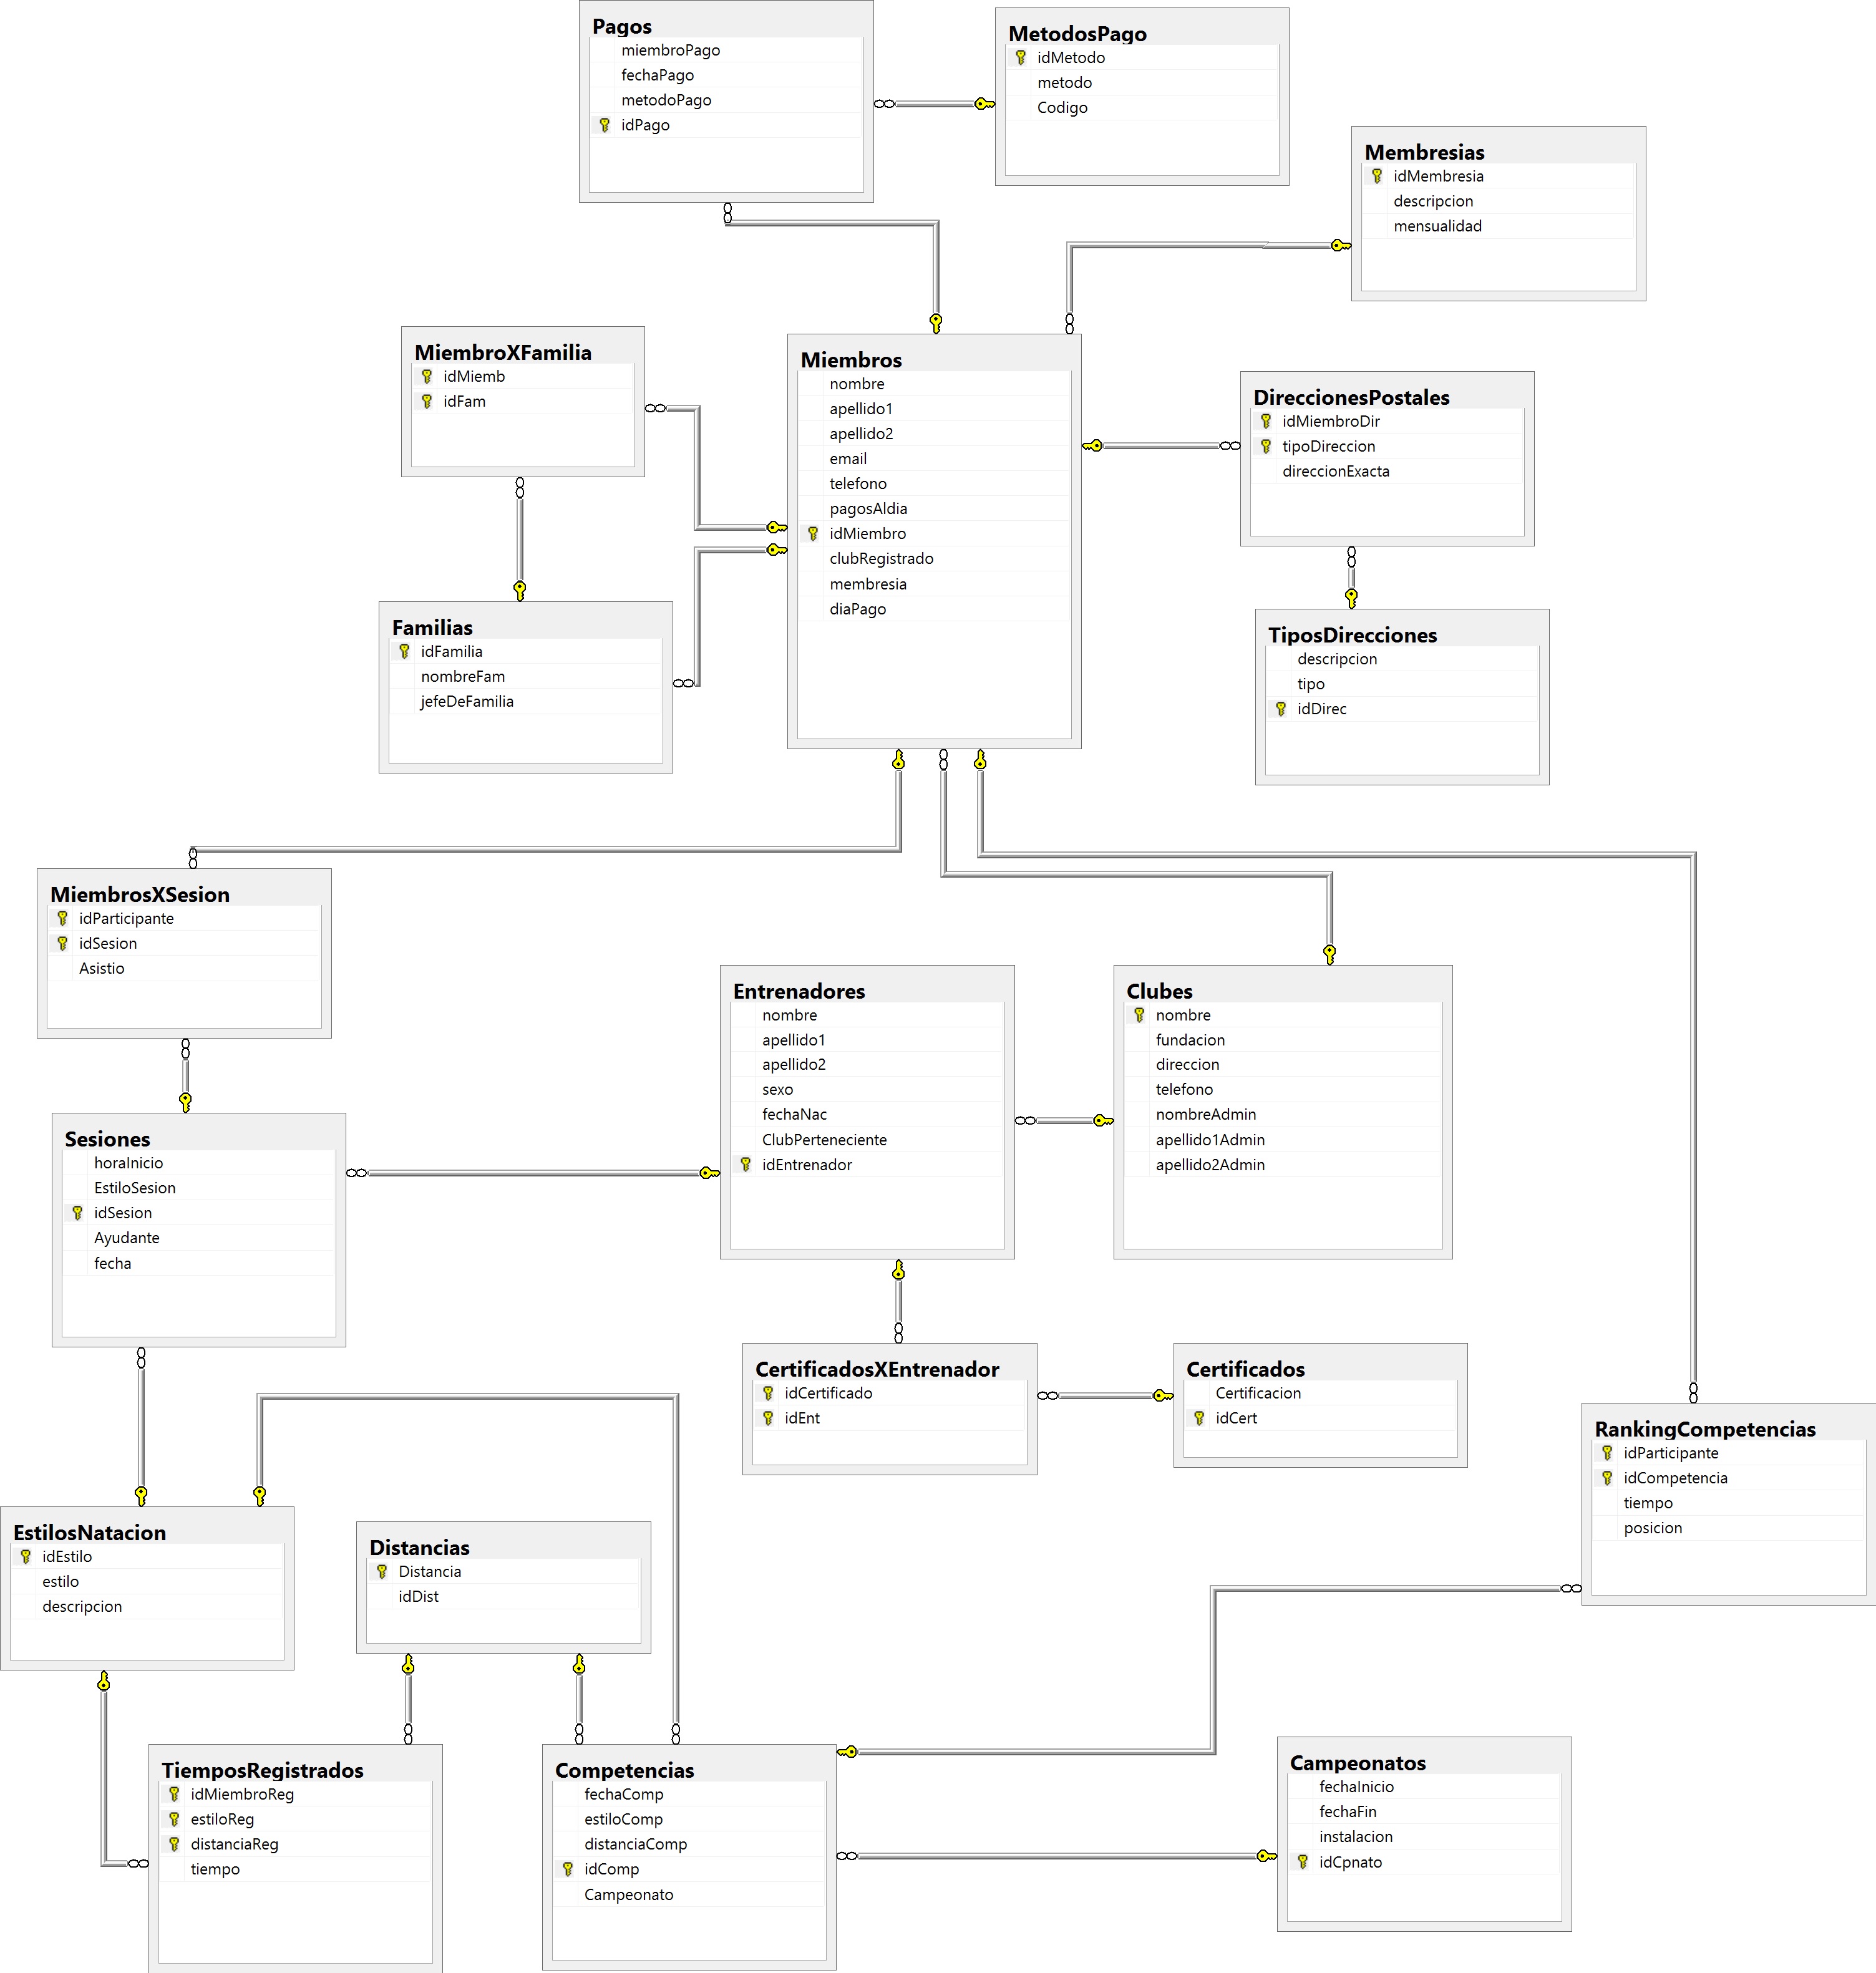 Pagos
miembroPago
fechaPago
metodoPago
idPago
MetodosPago
idMetodo
metodo
Codigo
Membresias
idMembresia
descripcion
mensualidad
MiembroXFamilia
idMiemb
idFam
Miembros
nombre
apellido1
apellido2
email
telefono
pagosAldia
idMiembro
clubRegistrado
membresia
diaPago
DireccionesPostales
idMiembroDir
tipoDireccion
direccionExacta
Familias
idFamilia
nombreFam
jefeDeFamilia
TiposDirecciones
descripcion
tipo
idDirec
MiembrosXSesion
idParticipante
idSesion
Asistio
Entrenadores
nombre
apellido1
apellido2
sexo
fechaNac
ClubPerteneciente
idEntrenador
Clubes
nombre
fundacion
direccion
telefono
nombreAdmin
apellido1Admin
apellido2Admin
Sesiones
horaInicio
EstiloSesion
idSesion
Ayudante
fecha
CertificadosXEntrenador
idCertificado
idEnt
Certificados
Certificacion
idCert
RankingCompetencias
idParticipante
idCompetencia
tiempo
posicion
EstilosNatacion
idEstilo
estilo
descripcion
Distancias
Distancia
idDist
TiemposRegistrados
idMiembroReg
estiloReg
distanciaReg
tiempo
Competencias
fechaComp
estiloComp
distanciaComp
idComp
Campeonato
Campeonatos
fechaInicio
fechaFin
instalacion
idCpnato